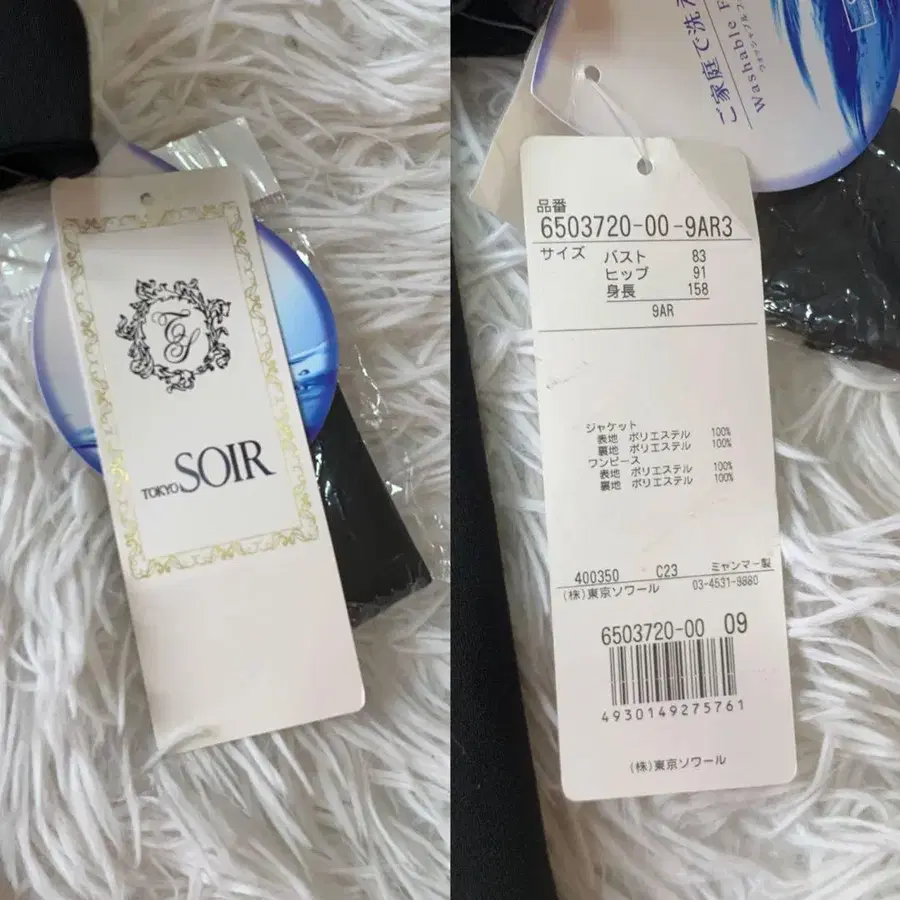 TOKYO SOIR
ご家庭で洗
Washable F
品番
6503720-00-9AR3
サイズ バスト 83
ヒップ 91
身長 158
9AR
ジャケット
表地 ポリエステル 100%
裏地 ポリエステル 100%
ワンピース
表地 ポリエステル 100%
裏地 ポリエステル 100%
400350 C23 ミャンマー製
(株)東京ソワール 03-4531-9880
6503720-00 09
4930149275761
(株)東京ソワール